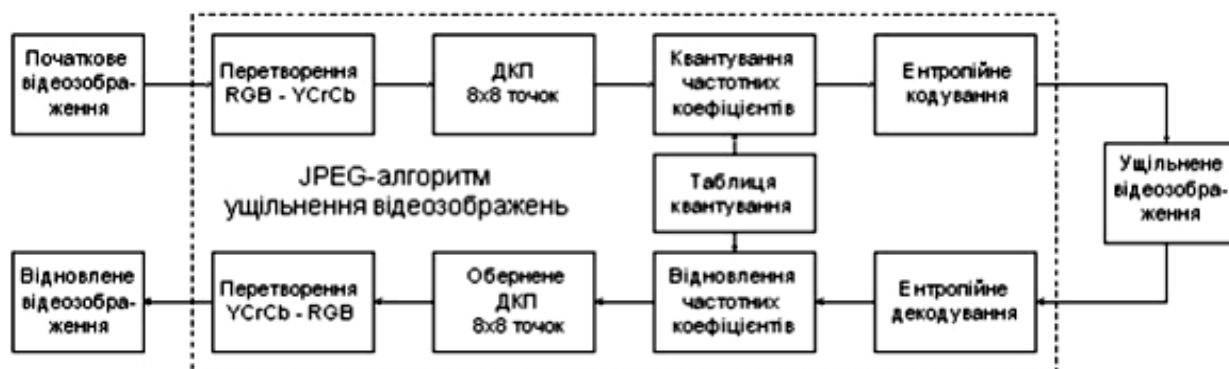 Початкове
відеозобра-
ження
Перетворення
RGB - YCrCb
ДКП
8x8 точок
Квантування
частотних
коефіцієнтів
Ентропійне
кодування
JPEG-алгоритм
ущільнення відеозображень
Таблиця
квантування
Ущільнене
відеозобра-
ження
Відновлене
відеозобра-
ження
Перетворення
YCrCb - RGB
Обернене
ДКП
8x8 точок
Відновлення
частотних
коефіцієнтів
Ентропійне
декодування